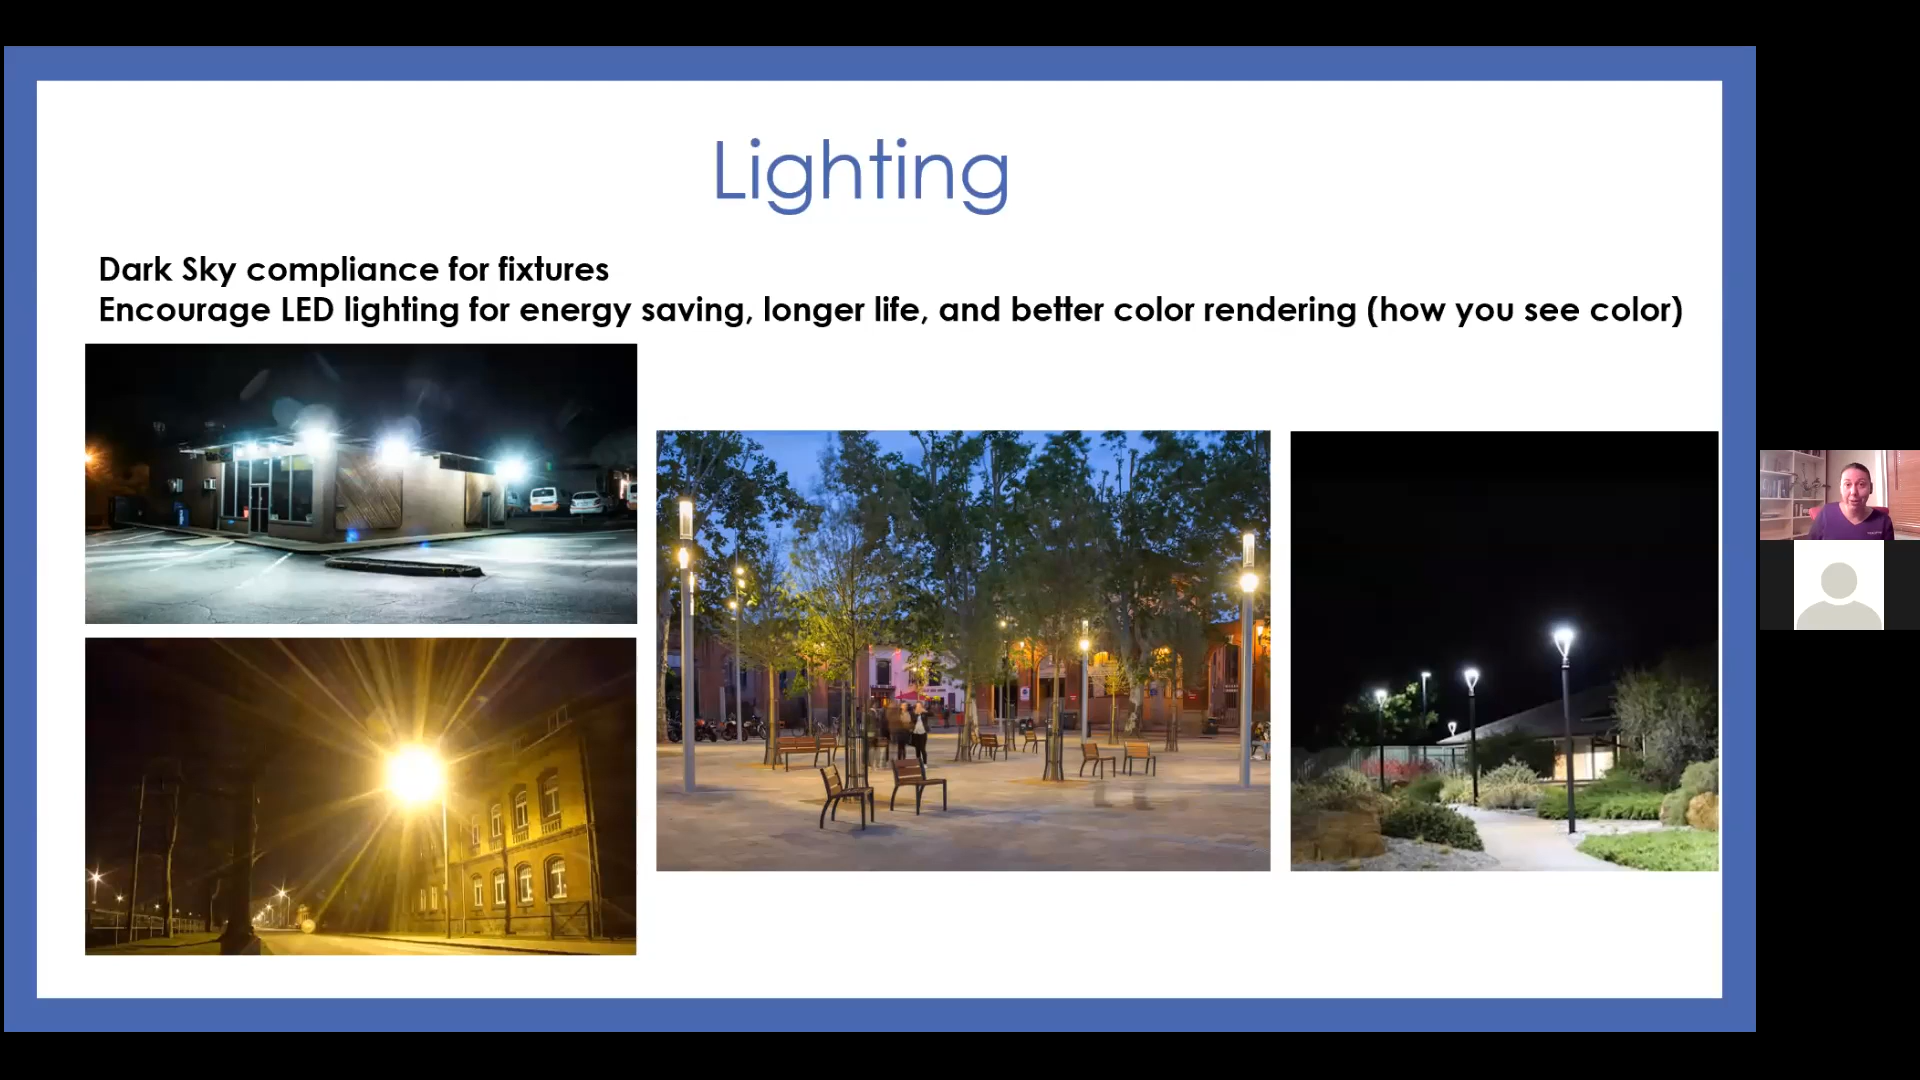 Lighting
Dark Sky compliance for fixtures
Encourage LED lighting for energy saving, longer life, and better color rendering (how you see color)